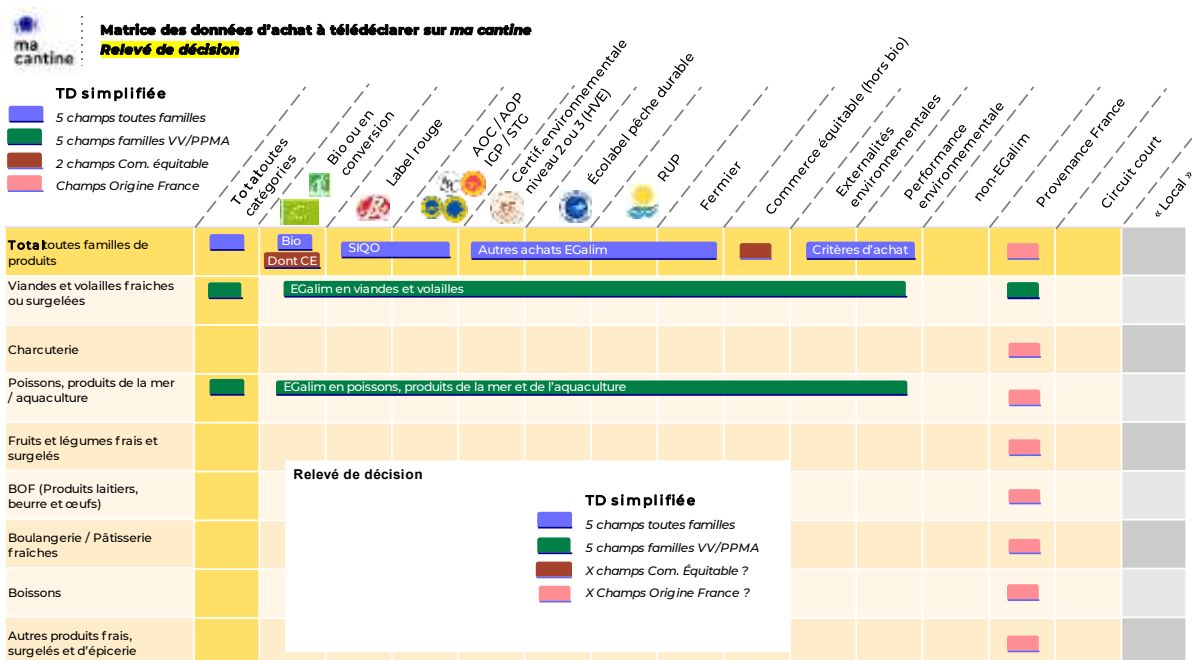 ma
cantine
Matrice des données d'achat à télédéclarer sur ma cantine
Relevé de décision
TD simplifiée
5 champs toutes familles
5 champs familles VV/PPMA
2 champs Com. équitable
Champs Origine France
Total toutes
catégories
Bio ou en
conversion
Label rouge
AOC / AOP
IGP / STG
Certif. environnementale
niveau 2 ou 3 (HVE)
Écolabel pêche durable
RUP
Fermier
Commerce équitable (hors bio)
Externalités
environnementales
Performance
environnementale
non-EGalim
Provenance France
Circuit court
« Local »
Total toutes familles de
produits
Bio
Dont CE
SIQO
Autres achats EGalim
Critères d'achat
Viandes et volailles fraiches
ou surgelées
EGalim en viandes et volailles
Charcuterie
Poissons, produits de la mer
/ aquaculture
EGalim en poissons, produits de la mer et de l'aquaculture
Fruits et légumes frais et
surgelés
BOF (Produits laitiers,
beurre et œufs)
Boulangerie / Pâtisserie
fraîches
Boissons
Autres produits frais,
surgelés et d'épicerie
Relevé de décision
TD simplifiée
5 champs toutes familles
5 champs familles VV/PPMA
X champs Com. Équitable ?
X Champs Origine France ?